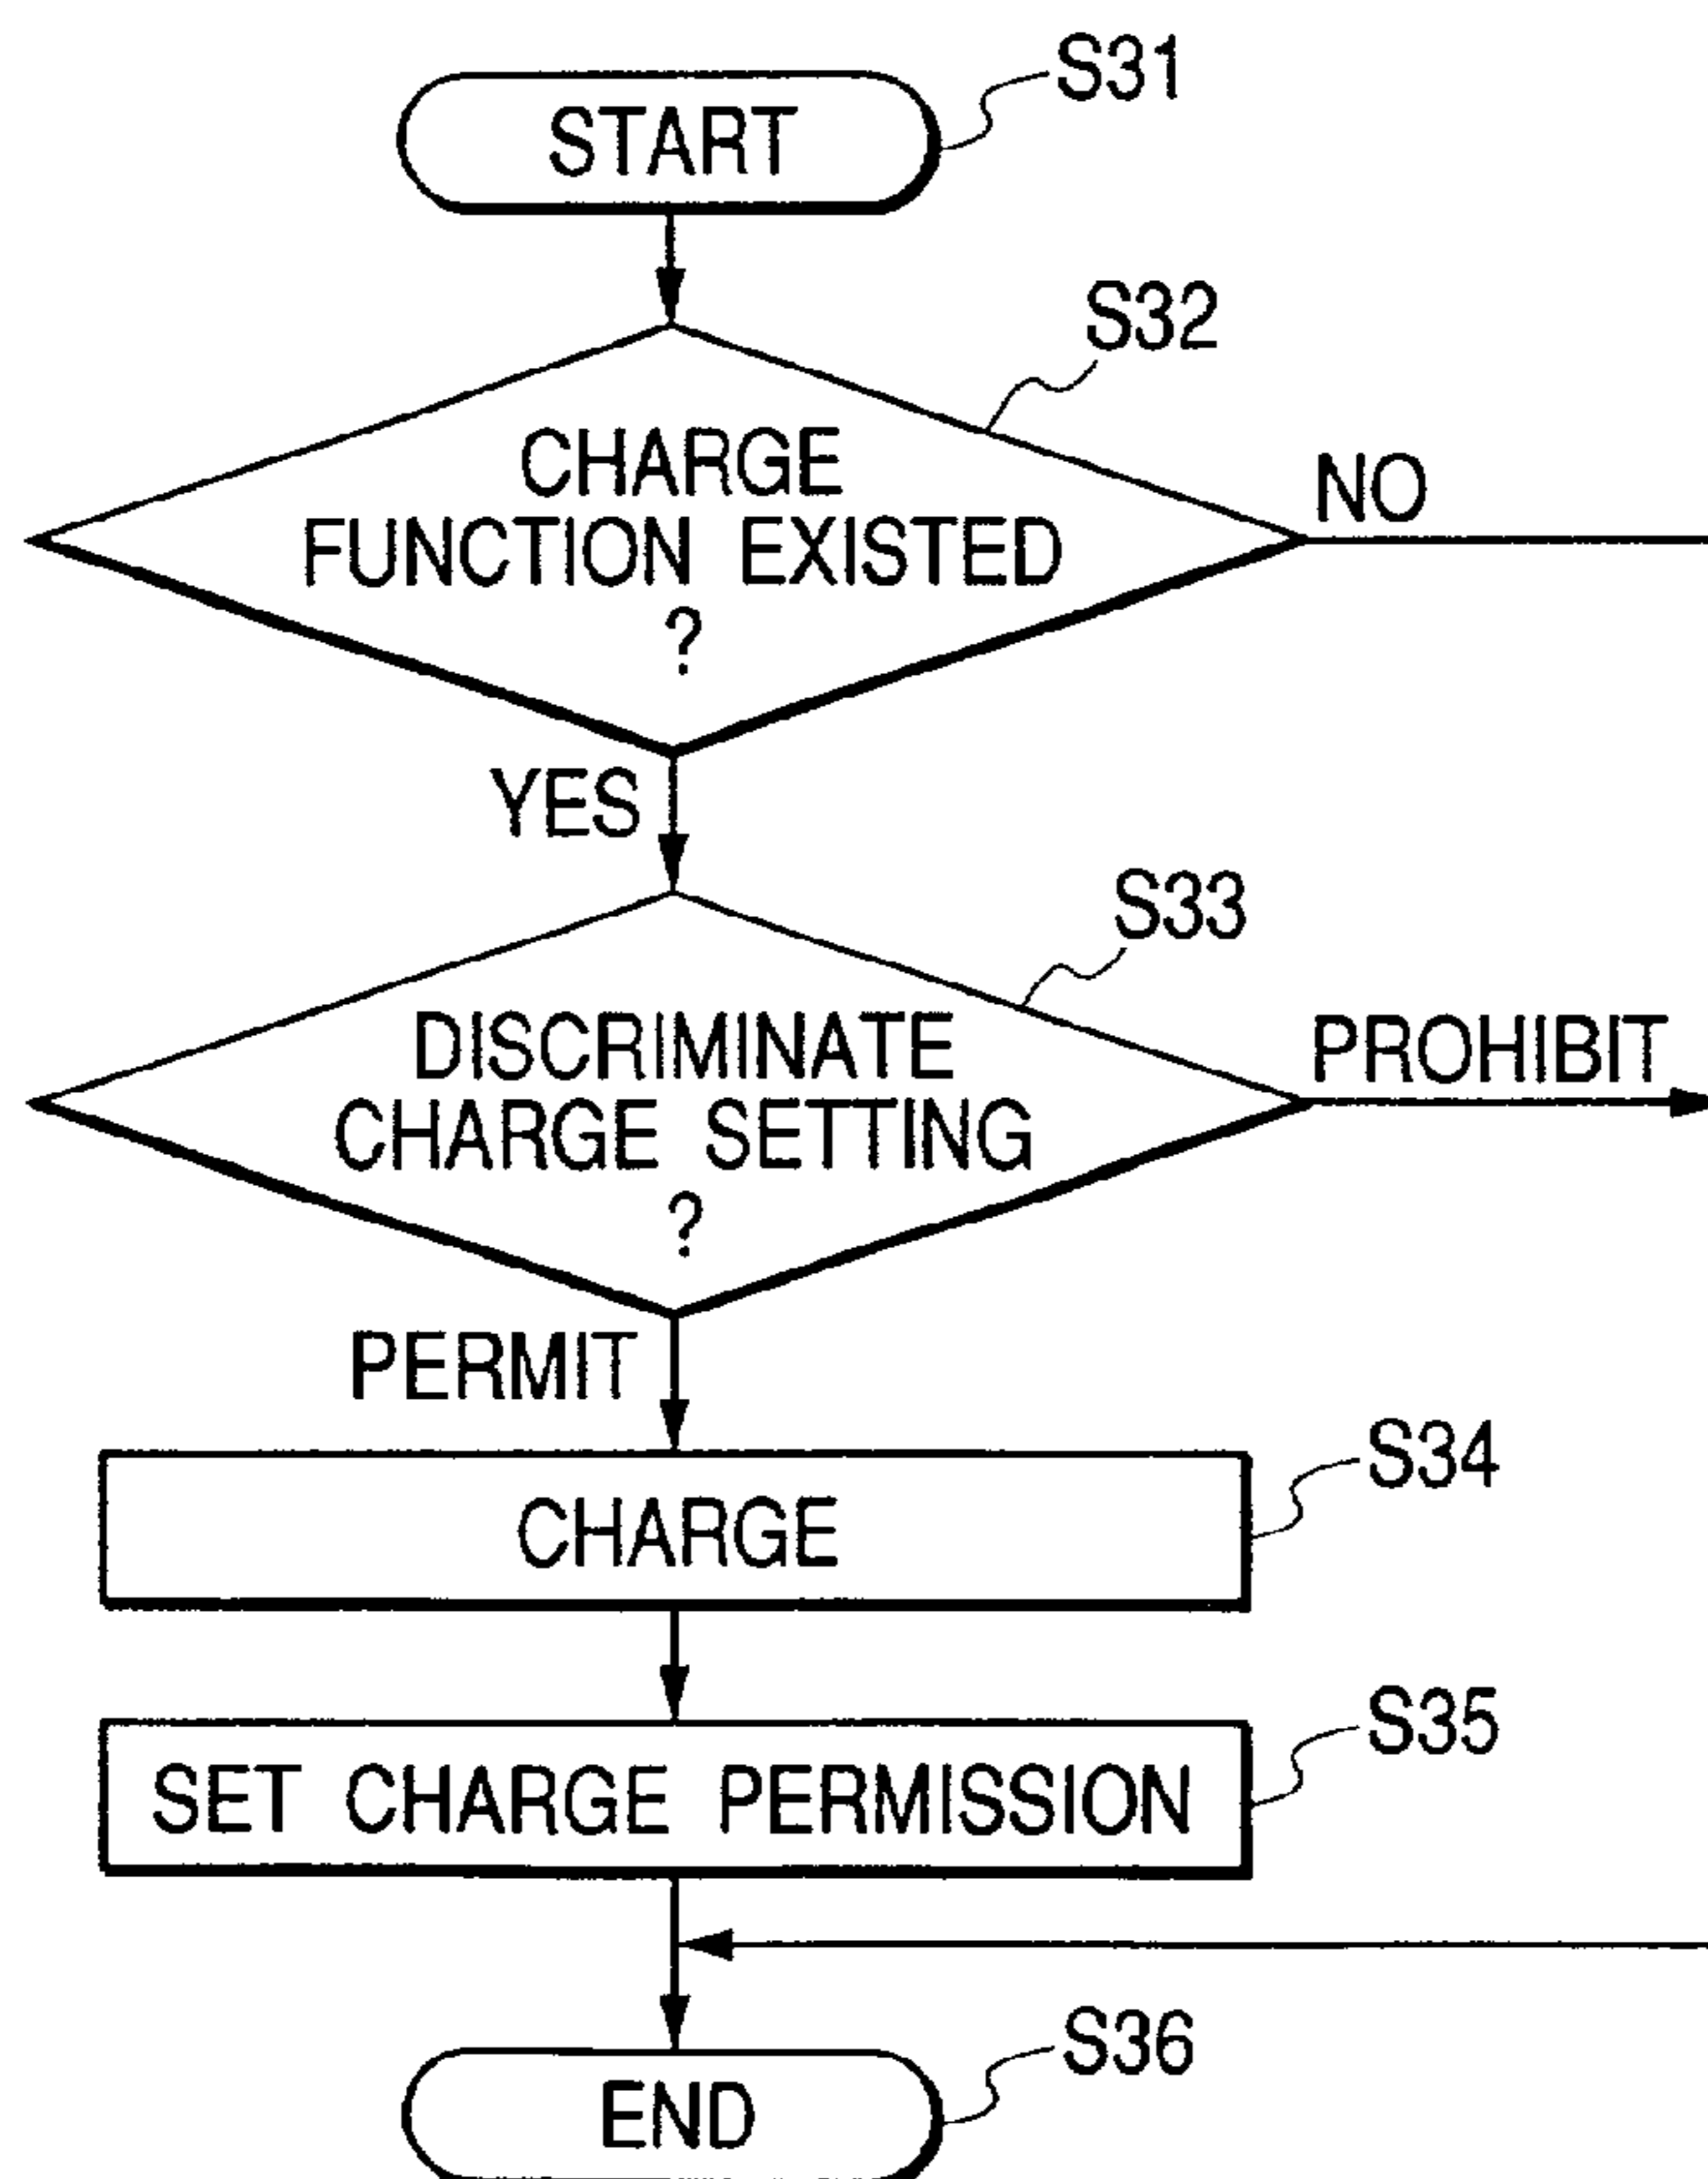 START
S31
S32
CHARGE
FUNCTION EXISTED
?
NO
YES
S33
DISCRIMINATE
CHARGE SETTING
?
PROHIBIT
PERMIT
S34
CHARGE
S35
SET CHARGE PERMISSION
S36
END